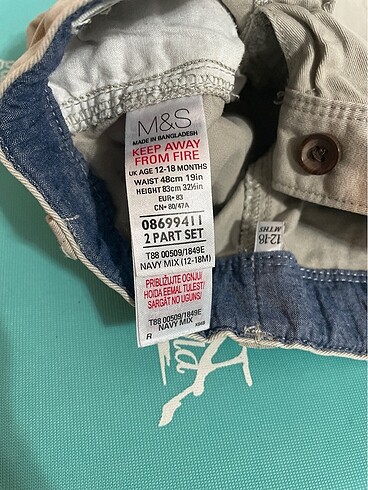 M&S
MADE IN BANGLADESH
KEEP AWAY
FROM FIRE
UK AGE 12-18 MONTHS
WAIST 48cm 19in
HEIGHT 83cm 32½in
EUR• 83
CN• 80/47A
08699411
2 PART SET
T88 00509/1849E
NAVY MIX (12-18M)
PRIBLIŽUJTE OGNJU/
HOIDA EEMAL TULEST/
SARGĀT NO UGUNS/
T88 00509/1849E
NAVY MIX
R
12-18
MTHS